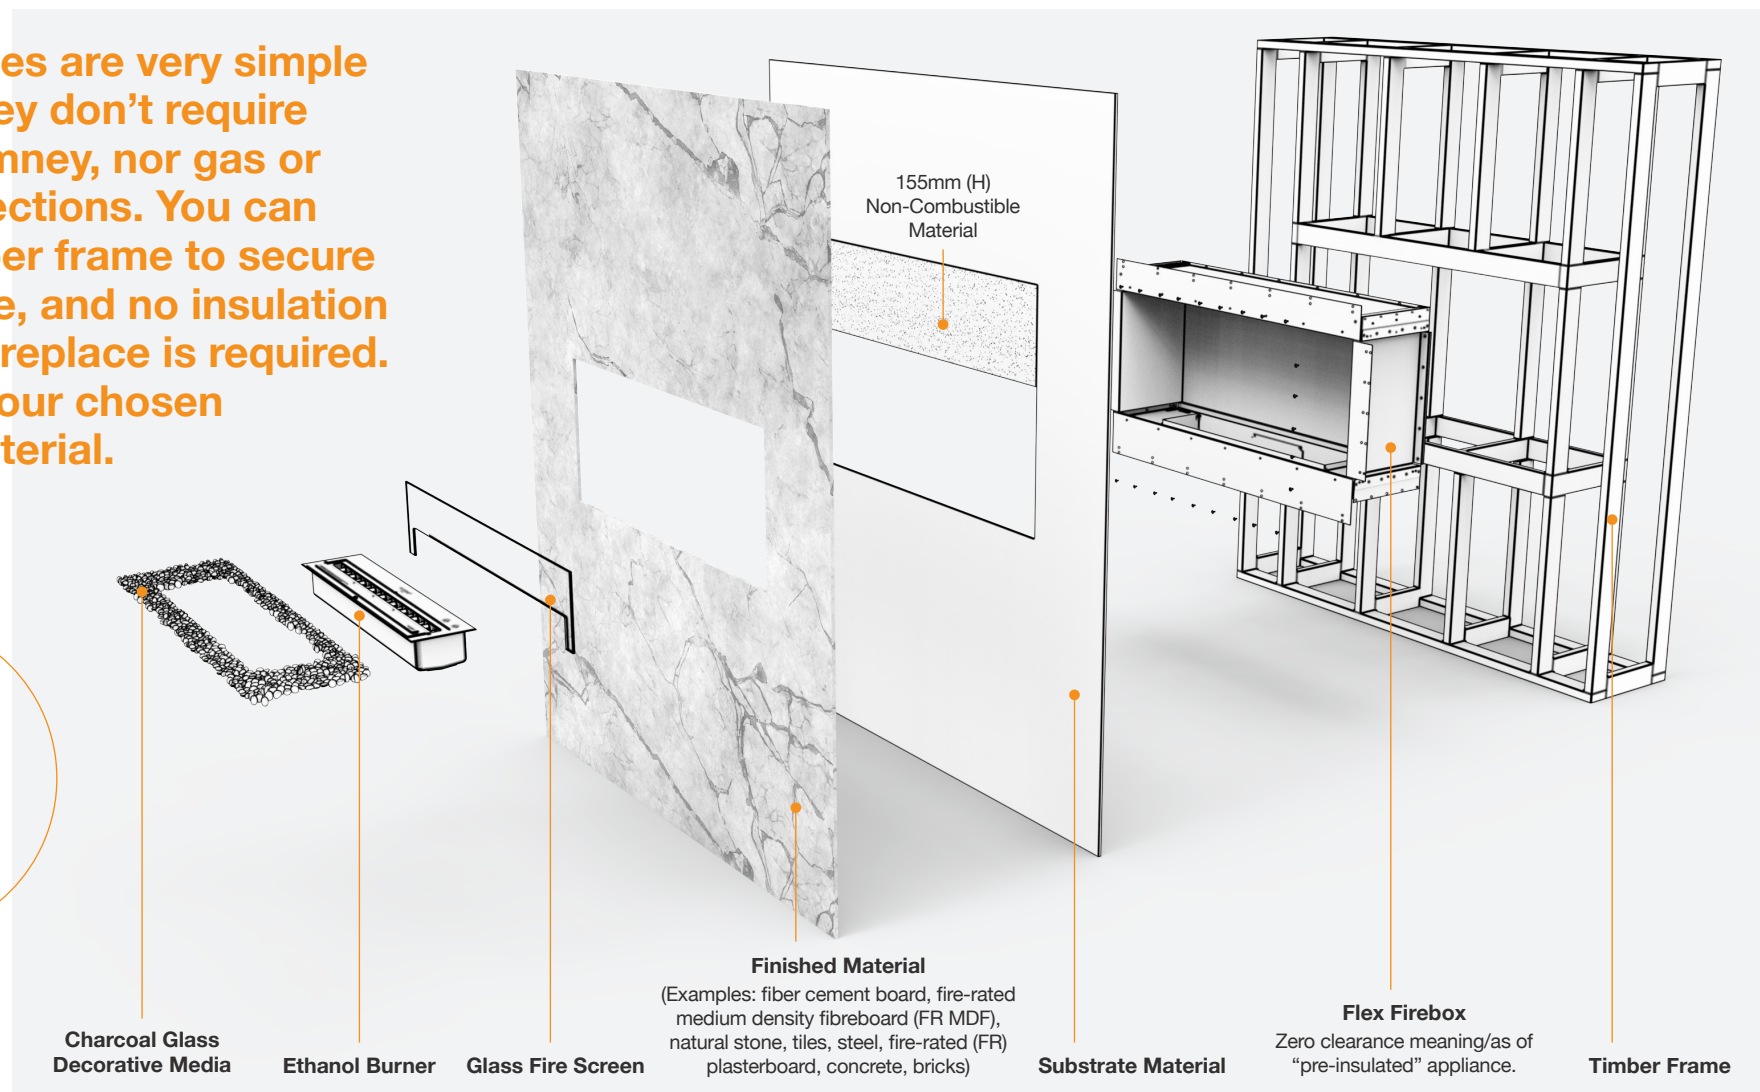 es are very simple
ey don't require
mney, nor gas or
ections. You can
er frame to secure
e, and no insulation
replace is required.
our chosen
terial.
155mm (H)
Non-Combustible
Material
Finished Material
(Examples: fiber cement board, fire-rated
medium density fibreboard (FR MDF),
natural stone, tiles, steel, fire-rated (FR)
plasterboard, concrete, bricks)
Charcoal Glass
Decorative Media
Ethanol Burner
Glass Fire Screen
Substrate Material
Flex Firebox
Zero clearance meaning/as of
“pre-insulated” appliance.
Timber Frame